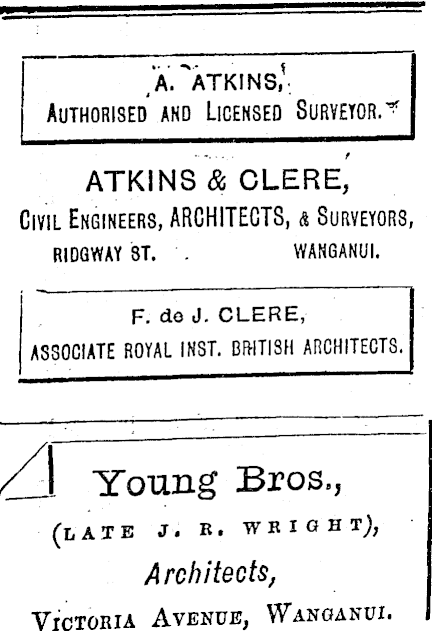 A. ATKINS,
AUTHORISED AND LICENSED SURVEYOR.
ATKINS & CLERE,
CIVIL ENGINEERS, ARCHITECTS, & SURVEYORS,
RIDGWAY ST. WANGANUI.
F. de J. CLERE,
ASSOCIATE ROYAL INST. BRITISH ARCHITECTS.
Young Bros.,
(LATE J. R. WRIGHT),
Architects,
VICTORIA AVENUE, WANGANUI.